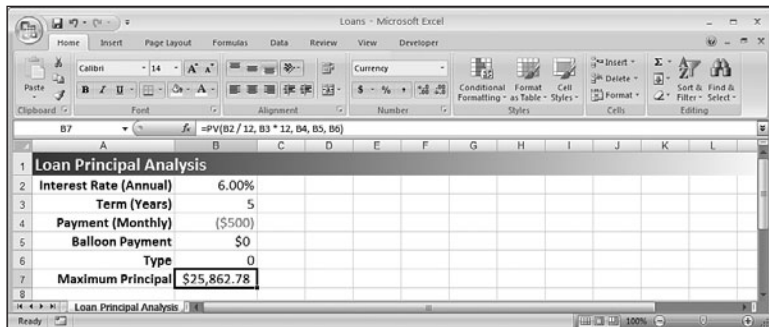 Loans - Microsoft Excel
Home Insert Page Layout Formulas Data Review View Developer
Paste
Clipboard
Calibri 14 A A
B I U A
Font
Alignment
Currency
$ % ,
Number
Conditional Formatting
Format as Table
Cell Styles
Styles
Insert
Delete
Format
Cells
Σ
Sort & Filter
Find & Select
Editing
B7 fx =PV(B2 / 12, B3 * 12, B4, B5, B6)
A B C D E F G H I J K L
1 Loan Principal Analysis
2 Interest Rate (Annual) 6.00%
3 Term (Years) 5
4 Payment (Monthly) ($500)
5 Balloon Payment $0
6 Type 0
7 Maximum Principal $25,862.78
8
Loan Principal Analysis
Ready 100%